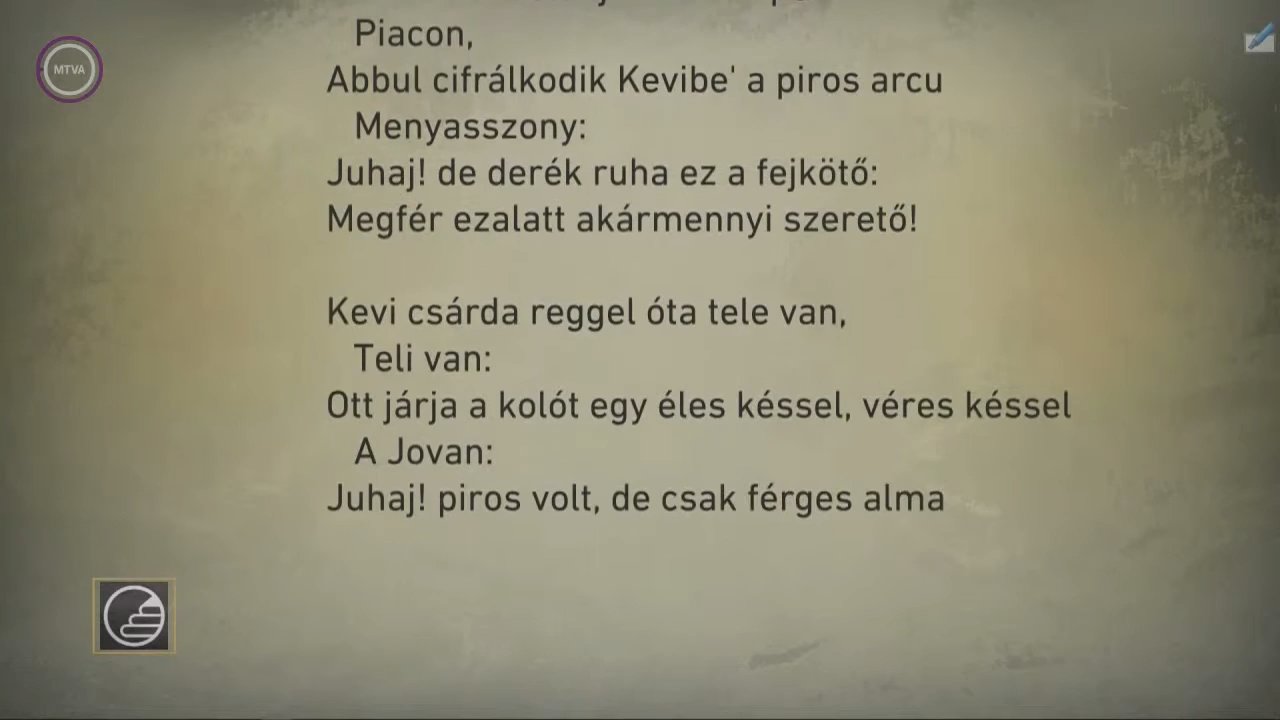 Piacon,
MTVA
Abbul cifrálkodik Kevibe' a piros arcu
Menyasszony:
Juhaj! de derék ruha ez a fejkötő:
Megfér ezalatt akármennyi szerető!
Kevi csárda reggel óta tele van,
Teli van:
Ott járja a kolót egy éles késsel, véres késsel
A Jovan:
Juhaj! piros volt, de csak férges alma